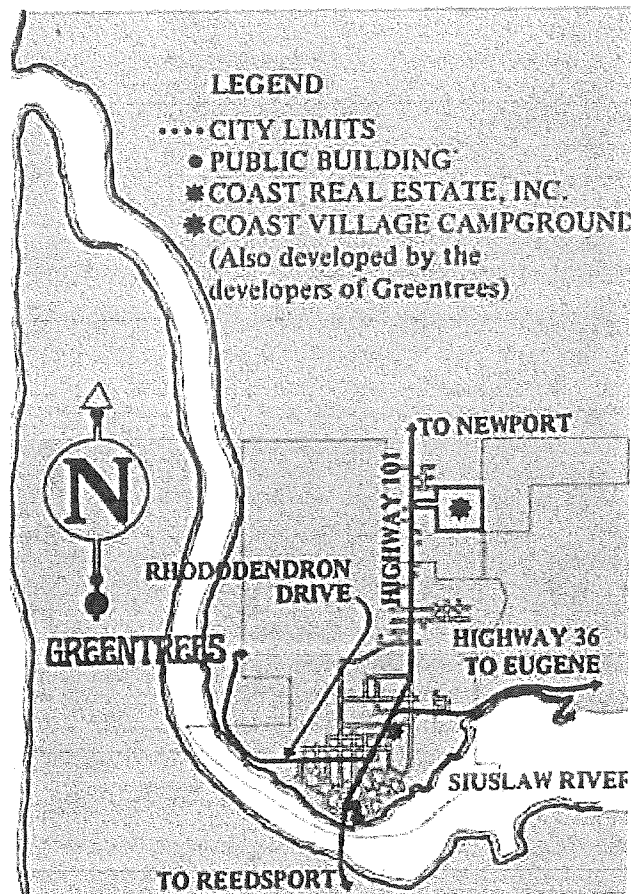 LEGEND
CITY LIMITS
PUBLIC BUILDING
COAST REAL ESTATE, INC.
COAST VILLAGE CAMPGROUND
(Also developed by the
developers of Greentrees)
TO NEWPORT
HIGHWAY 101
N
RHODODENDRON
DRIVE
GREENTREES
HIGHWAY 36
TO EUGENE
SIUSLAW RIVER
TO REEDSPORT